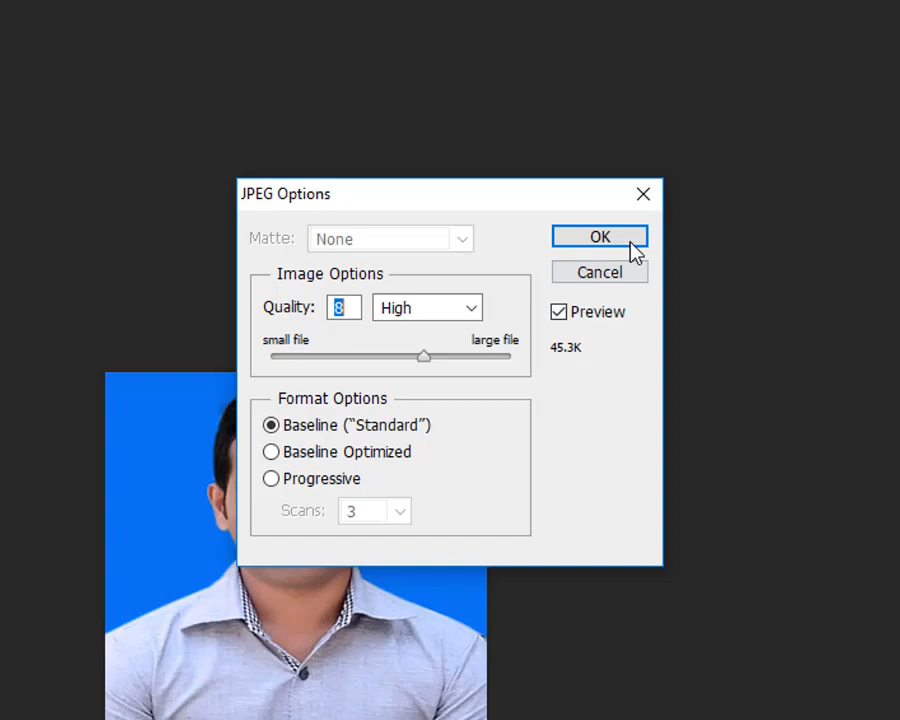 JPEG Options
Matte: None
OK
Cancel
Image Options
Quality: 8 High
Preview
small file large file
45.3K
Format Options
Baseline (“Standard”)
Baseline Optimized
Progressive
Scans: 3